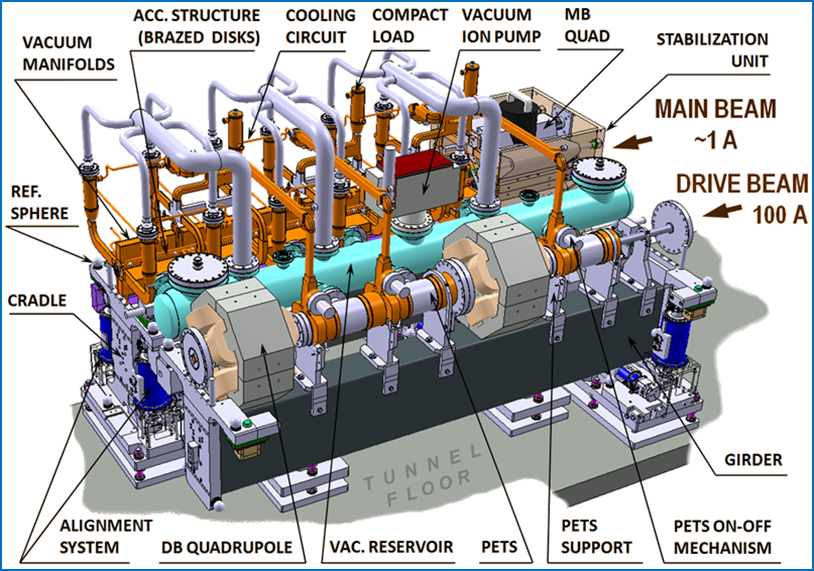 ACC. STRUCTURE
(BRAZED DISKS)
COOLING
CIRCUIT
COMPACT
LOAD
VACUUM
ION PUMP
MB
QUAD
STABILIZATION
UNIT
VACUUM
MANIFOLDS
MAIN BEAM
~1 A
DRIVE BEAM
100 A
REF.
SPHERE
CRADLE
TUNNEL
FLOOR
GIRDER
ALIGNMENT
SYSTEM
DB QUADRUPOLE
VAC. RESERVOIR
PETS
PETS
SUPPORT
PETS ON-OFF
MECHANISM